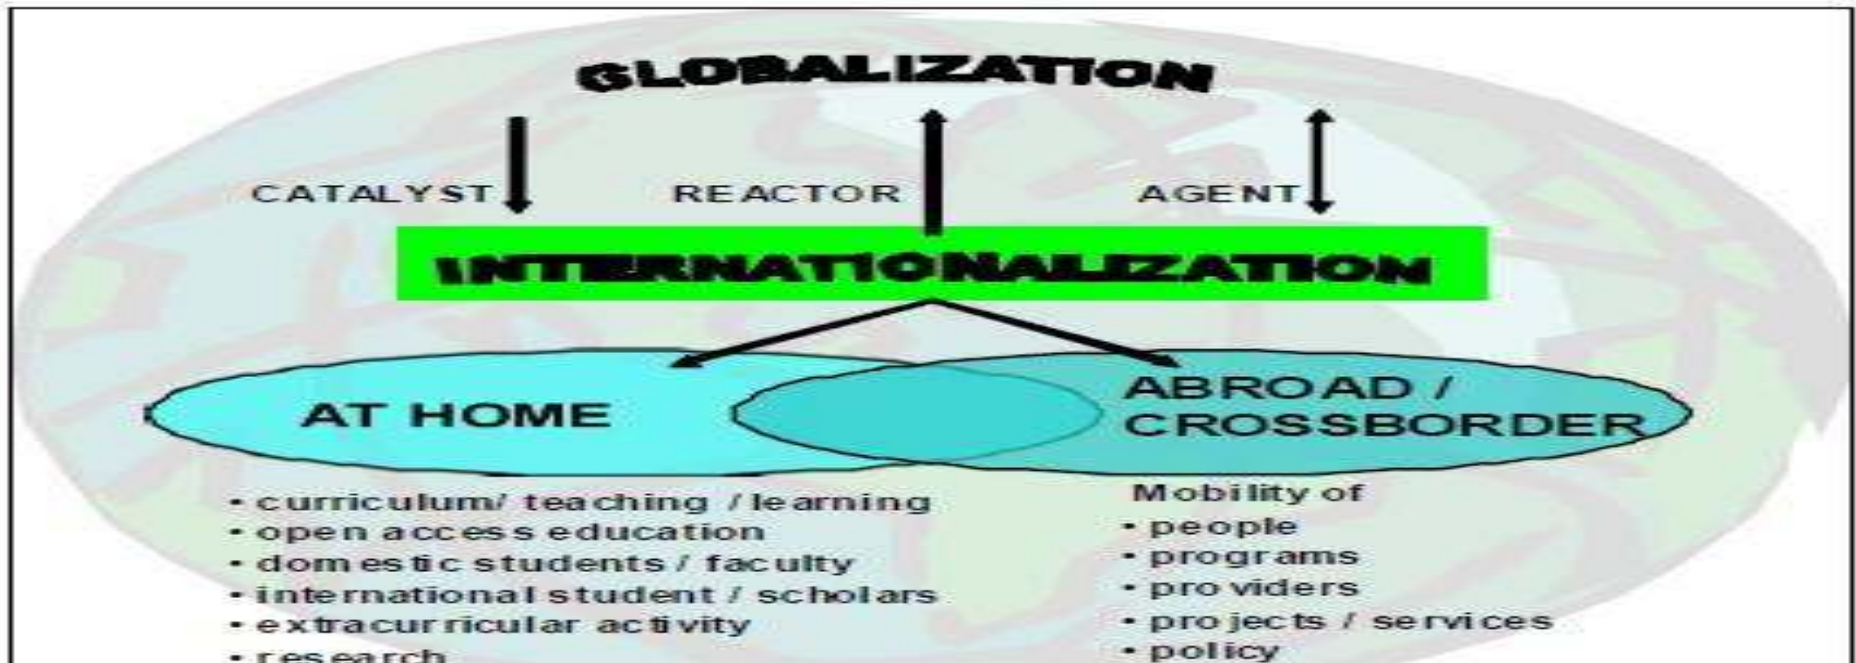 GLOBALIZATION
CATALYST REACTOR AGENT
INTERNATIONALIZATION
AT HOME
ABROAD /
CROSSBORDER
• curriculum/ teaching / learning
• open access education
• domestic students / faculty
• international student / scholars
• extracurricular activity
• research
Mobility of
• people
• programs
• providers
• projects / services
• policy